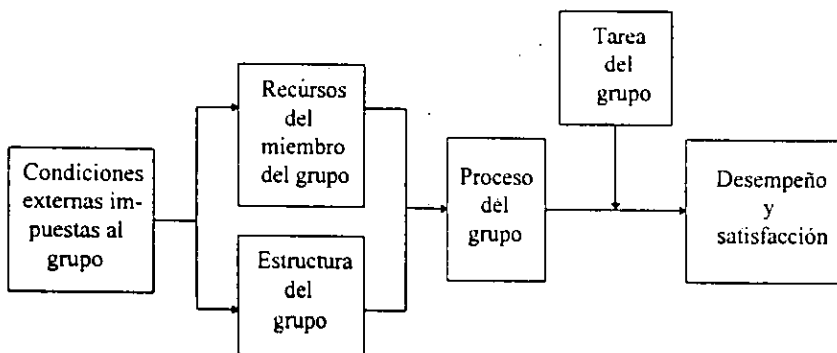 Condiciones
externas im-
puestas al
grupo
Recursos
del
miembro
del grupo
Estructura
del
grupo
Proceso
del
grupo
Tarea
del
grupo
Desempeño
y
satisfacción